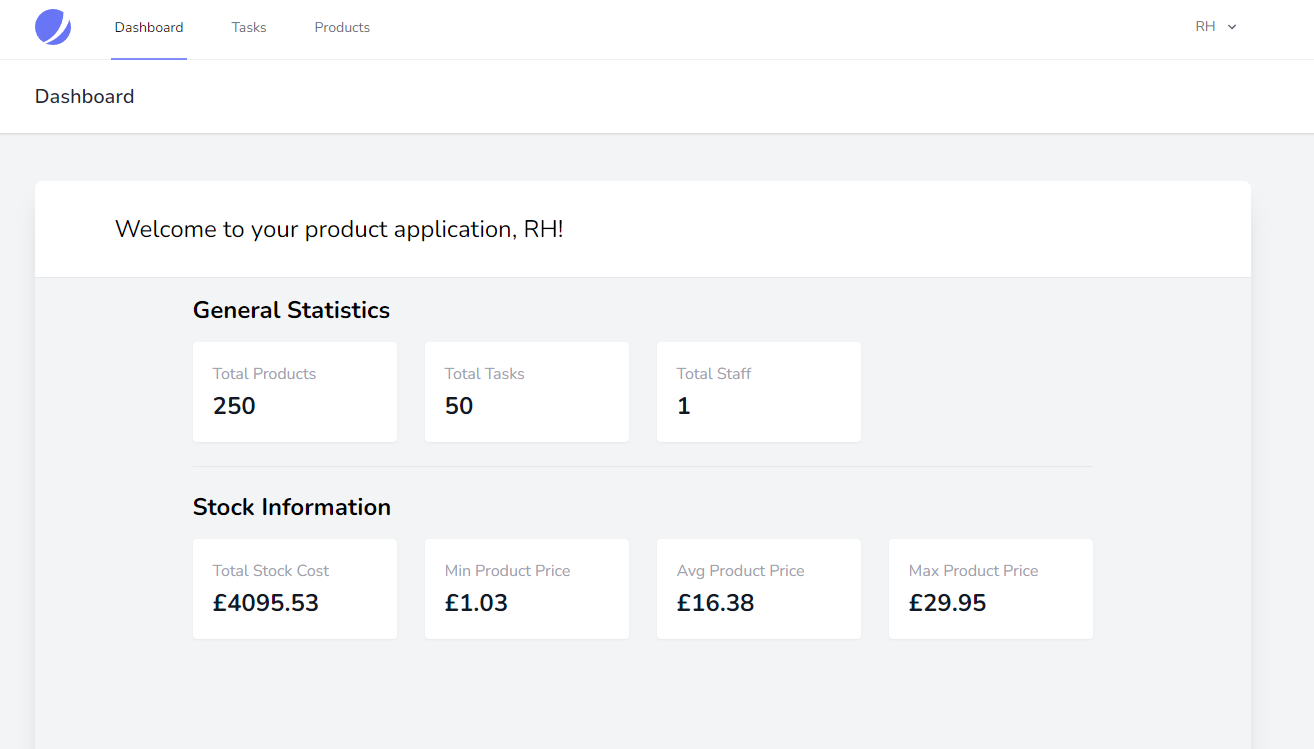 Dashboard Tasks Products RH
Dashboard
Welcome to your product application, RH!
General Statistics
Total Products Total Tasks Total Staff
250 50 1
Stock Information
Total Stock Cost Min Product Price Avg Product Price Max Product Price
£4095.53 £1.03 £16.38 £29.95